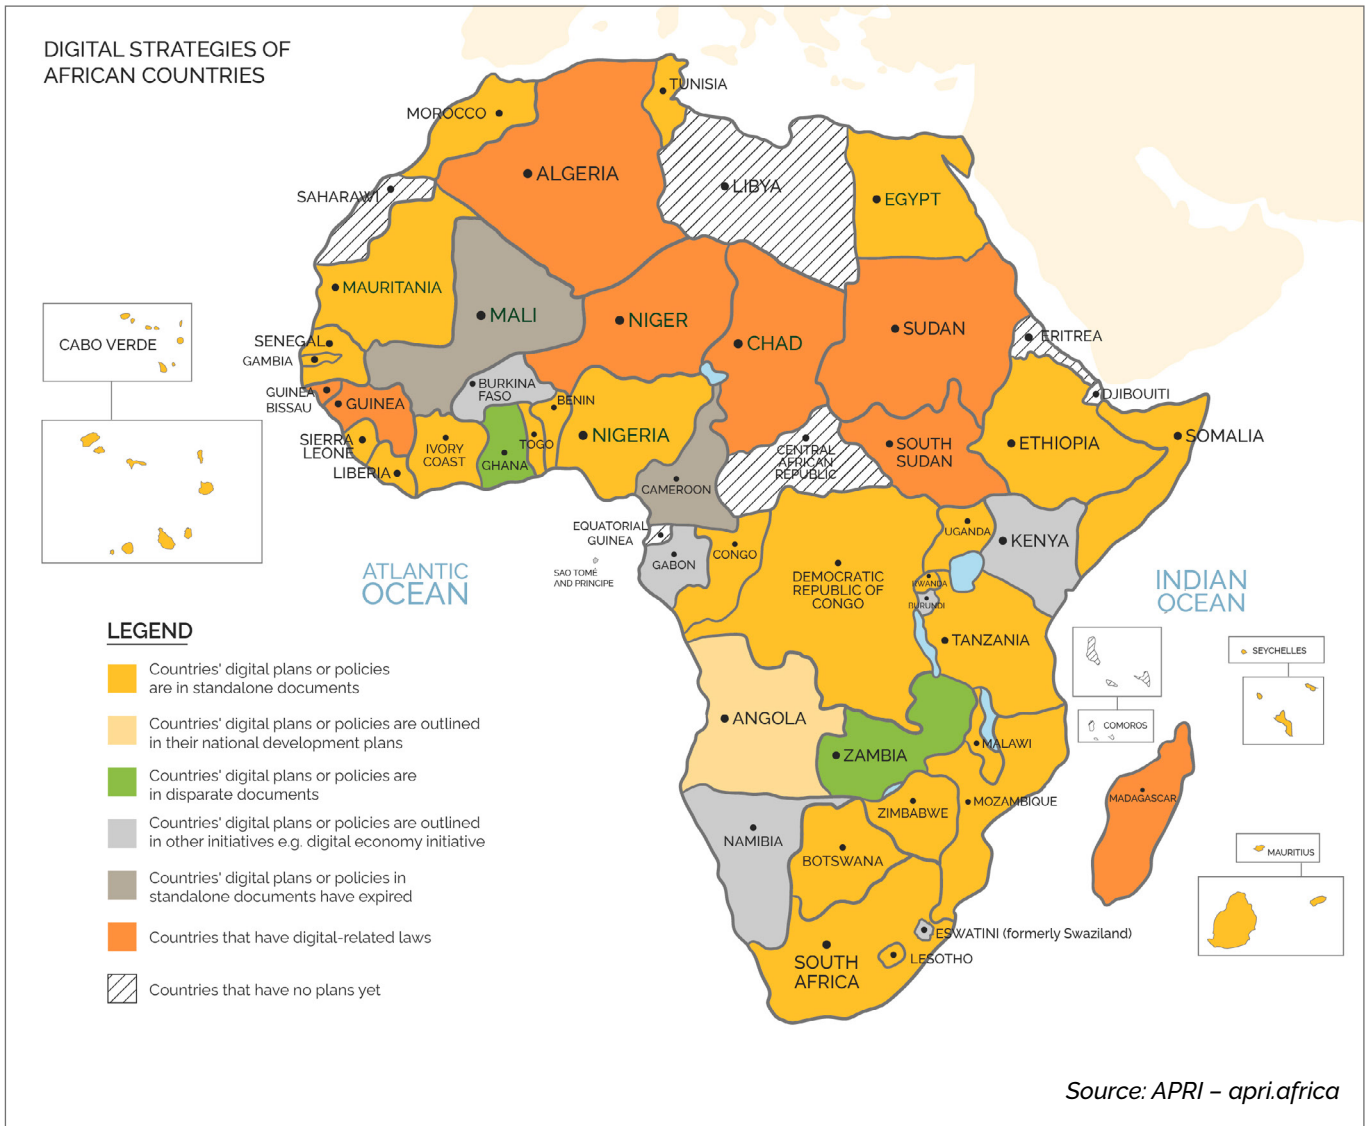 DIGITAL STRATEGIES OF
AFRICAN COUNTRIES
TUNISIA
MOROCCO
ALGERIA
LIBYA
SAHARAWI
EGYPT
MAURITANIA
MALI
NIGER
CHAD
SUDAN
ERITREA
SENEGAL
GAMBIA
CABO VERDE
GUINEA
BISSAU
GUINEA
BURKINA
FASO
BENIN
DJIBOUTI
SIERRA
LEONE
LIBERIA
IVORY
COAST
GHANA
TOGO
NIGERIA
CENTRAL
AFRICAN
REPUBLIC
SOUTH
SUDAN
ETHIOPIA
SOMALIA
CAMEROON
EQUATORIAL
GUINEA
SAO TOMÉ
AND PRINCIPE
GABON
CONGO
DEMOCRATIC
REPUBLIC OF
CONGO
UGANDA
KENYA
RWANDA
BURUNDI
TANZANIA
ATLANTIC
OCEAN
INDIAN
OCEAN
SEYCHELLES
COMOROS
ANGOLA
ZAMBIA
MALAWI
MOZAMBIQUE
ZIMBABWE
MADAGASCAR
NAMIBIA
BOTSWANA
MAURITIUS
ESWATINI (formerly Swaziland)
LESOTHO
SOUTH
AFRICA
LEGEND
Countries' digital plans or policies
are in standalone documents
Countries' digital plans or policies are outlined
in their national development plans
Countries' digital plans or policies are
in disparate documents
Countries' digital plans or policies are outlined
in other initiatives e.g. digital economy initiative
Countries' digital plans or policies in
standalone documents have expired
Countries that have digital-related laws
Countries that have no plans yet
Source: APRI – apri.africa